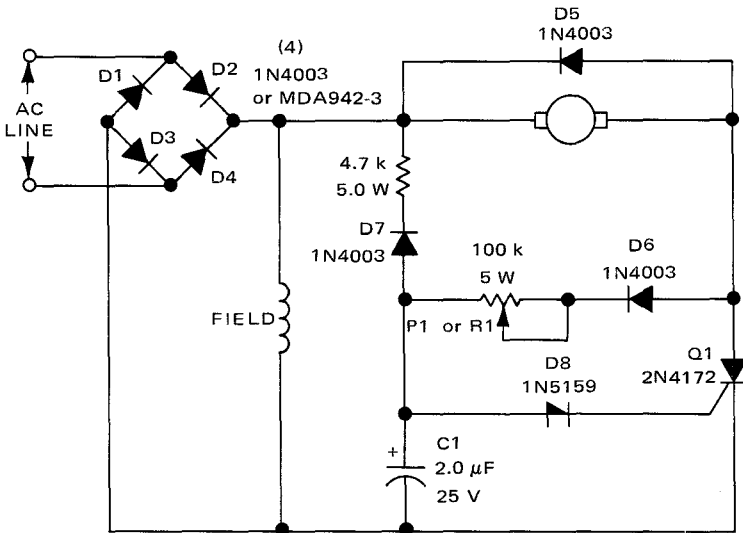 D5
1N4003
(4)
1N4003
or MDA942-3
D1
D2
D3
D4
AC
LINE
4.7 k
5.0 W
D7
1N4003
100 k
5 W
D6
1N4003
FIELD
P1 or R1
D8
1N5159
Q1
2N4172
+
C1
2.0 µF
25 V